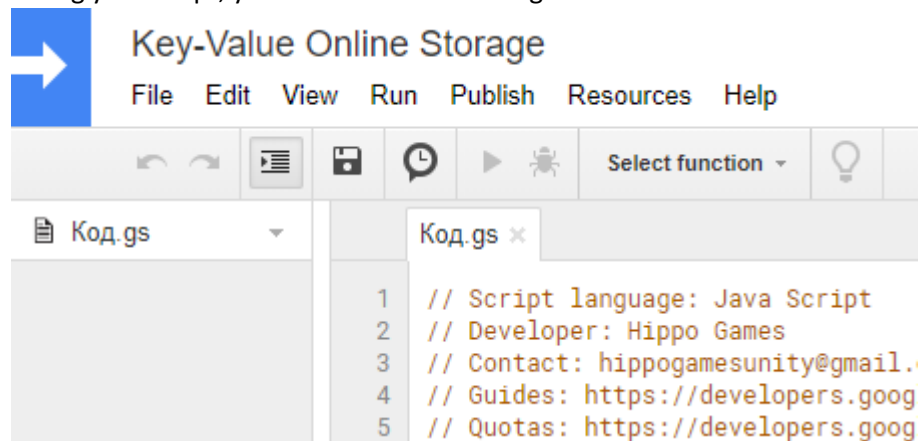 Key-Value Online Storage
File Edit View Run Publish Resources Help
Select function
Код.gs
Код.gs
1 // Script language: Java Script
2 // Developer: Hippo Games
3 // Contact: hippogamesunity@gmail.
4 // Guides: https://developers.goog
5 // Quotas: https://developers.goog